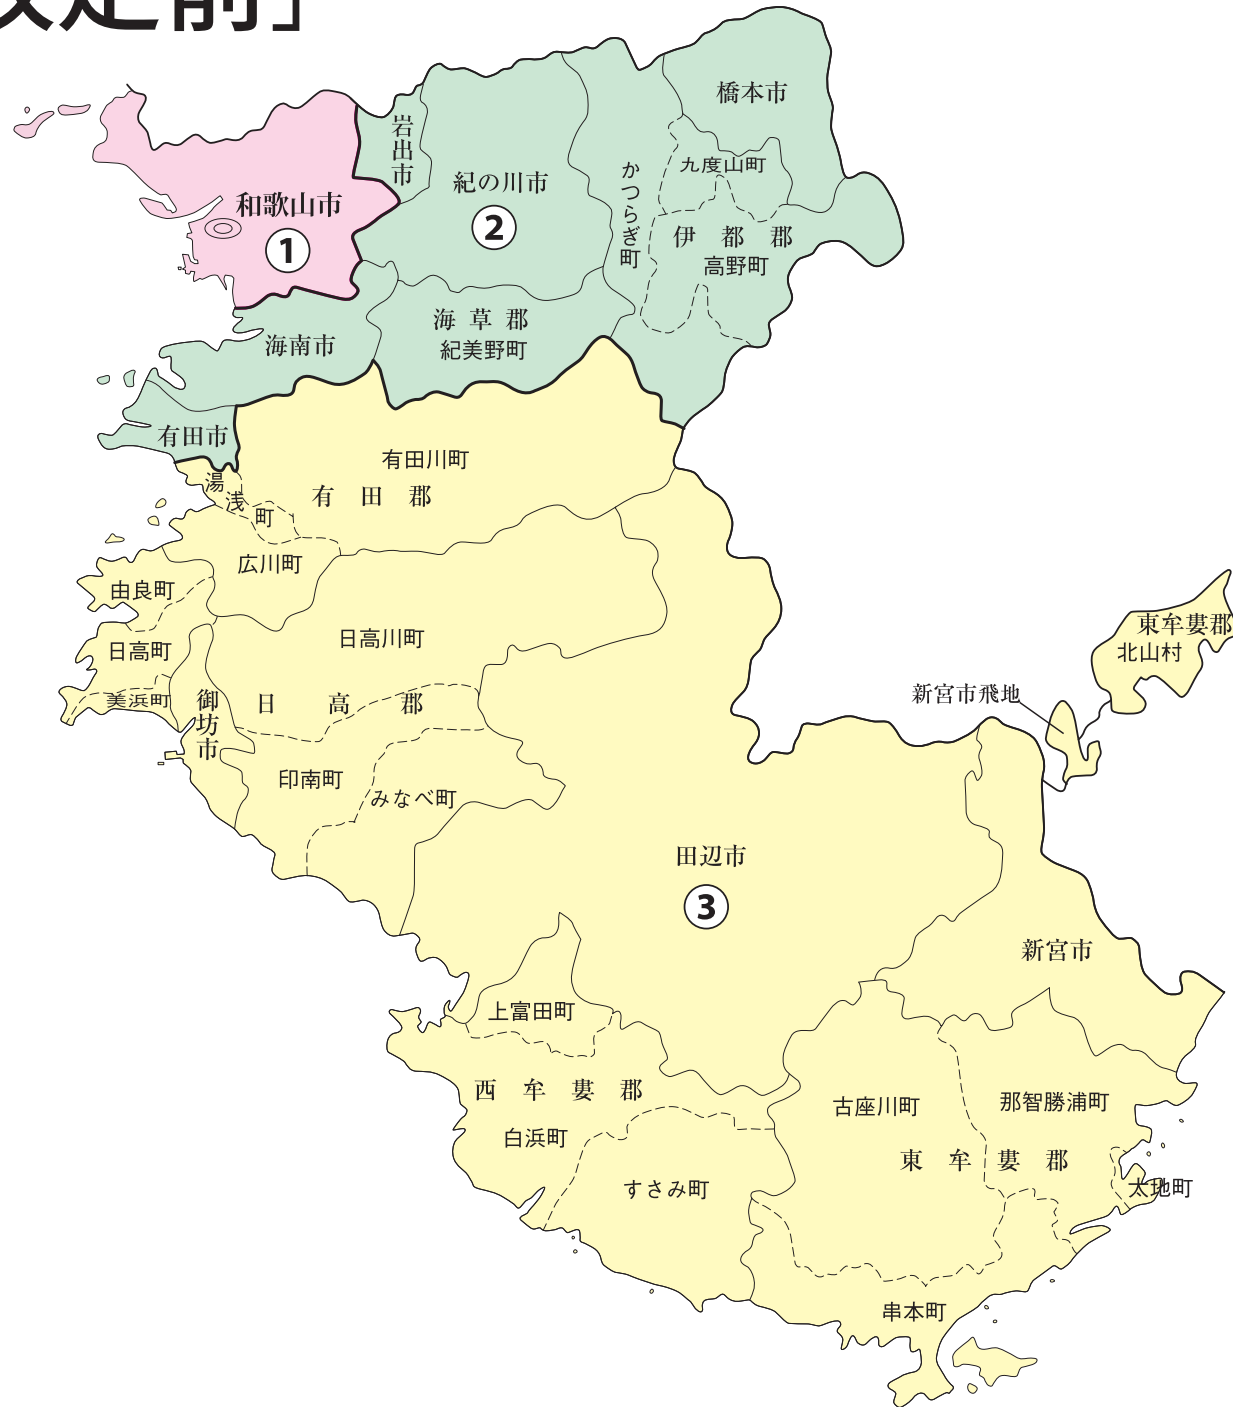 改定前」
橋本市
岩出市
九度山町
かつらぎ町
紀の川市
②
和歌山市
①
伊都郡
高野町
海草郡
紀美野町
海南市
有田市
有田川町
湯浅町
有田郡
広川町
由良町
東牟婁郡
北山村
日高川町
日高町
新宮市飛地
美浜町
御坊市
日高郡
印南町
みなべ町
田辺市
③
新宮市
上富田町
西牟婁郡
白浜町
古座川町
那智勝浦町
東牟婁郡
すさみ町
太地町
串本町